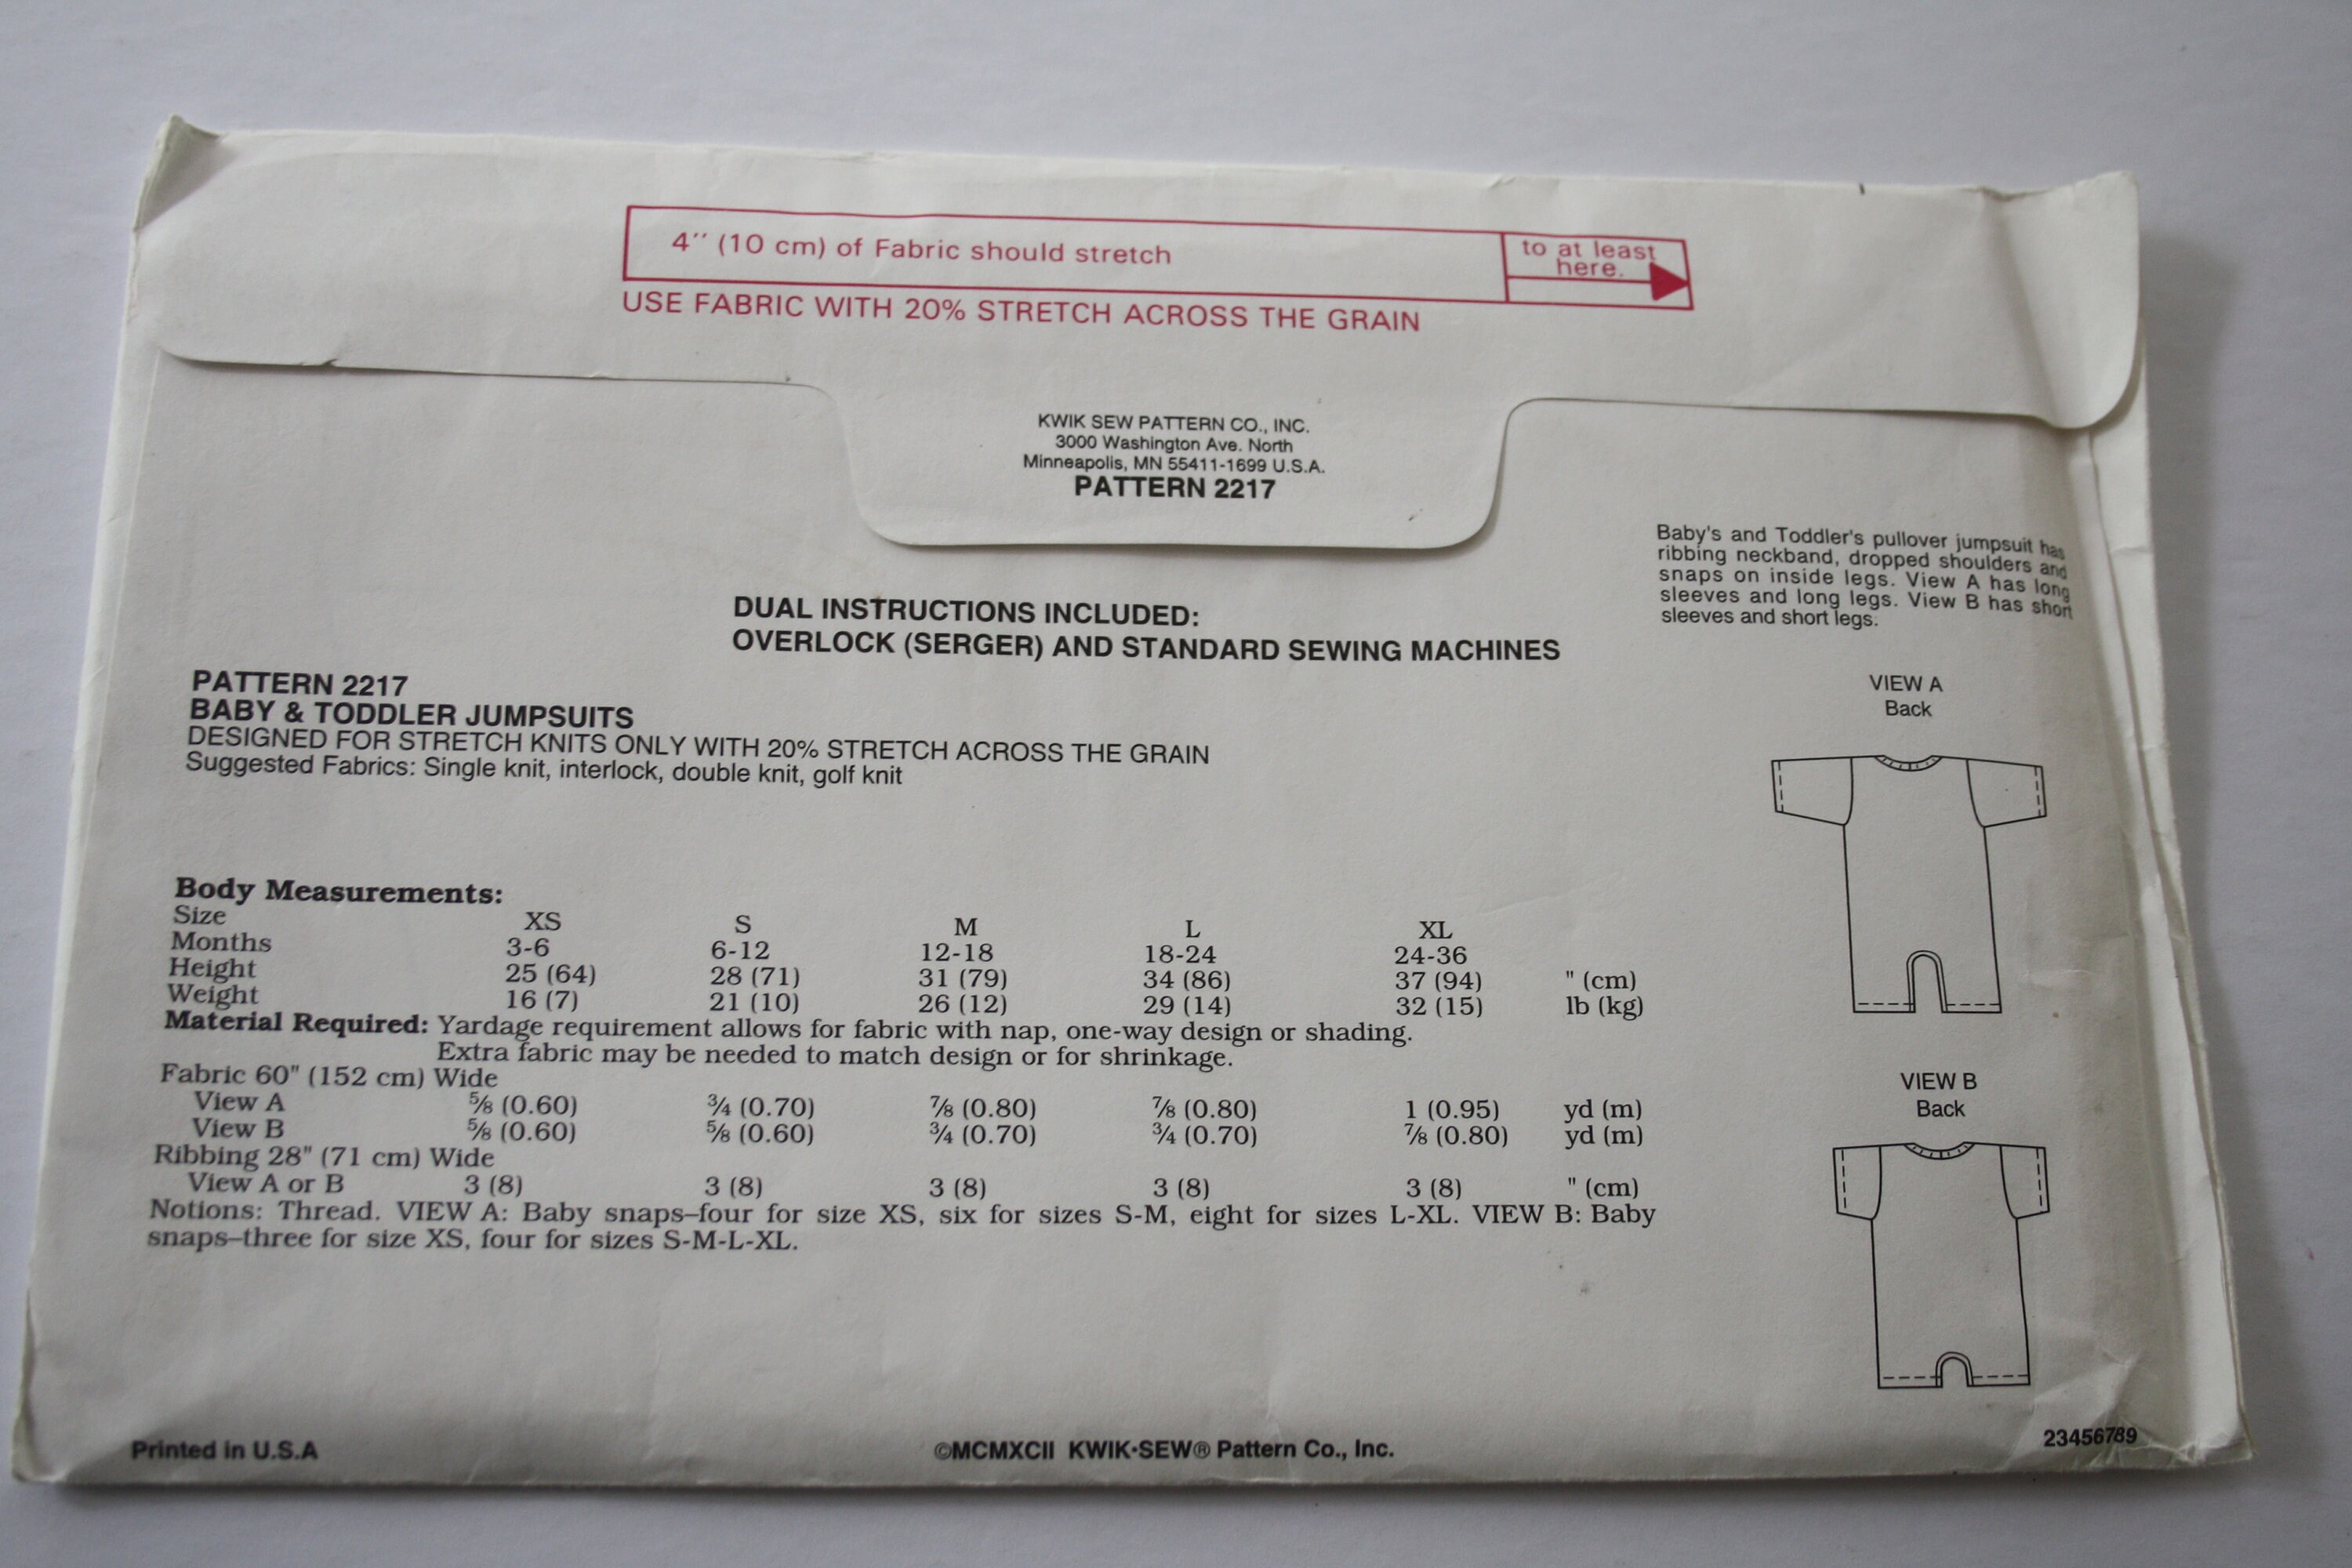 4" (10 cm) of Fabric should stretch
to at least
here.
USE FABRIC WITH 20% STRETCH ACROSS THE GRAIN
KWIK SEW PATTERN CO., INC.
3000 Washington Ave. North
Minneapolis, MN 55411-1699 U.S.A.
PATTERN 2217
Baby's and Toddler's pullover jumpsuit has
ribbing neckband, dropped shoulders and
snaps on inside legs. View A has long
sleeves and long legs. View B has short
sleeves and short legs.
DUAL INSTRUCTIONS INCLUDED:
OVERLOCK (SERGER) AND STANDARD SEWING MACHINES
PATTERN 2217
BABY & TODDLER JUMPSUITS
DESIGNED FOR STRETCH KNITS ONLY WITH 20% STRETCH ACROSS THE GRAIN
Suggested Fabrics: Single knit, interlock, double knit, golf knit
VIEW A
Back
Body Measurements:
Size XS S M L XL
Months 3-6 6-12 12-18 18-24 24-36
Height 25 (64) 28 (71) 31 (79) 34 (86) 37 (94) " (cm)
Weight 16 (7) 21 (10) 26 (12) 29 (14) 32 (15) lb (kg)
Material Required: Yardage requirement allows for fabric with nap, one-way design or shading.
Extra fabric may be needed to match design or for shrinkage.
Fabric 60" (152 cm) Wide
View A ⅝ (0.60) ¾ (0.70) ⅞ (0.80) ⅞ (0.80) 1 (0.95) yd (m)
View B ⅝ (0.60) ⅝ (0.60) ¾ (0.70) ¾ (0.70) ⅞ (0.80) yd (m)
Ribbing 28" (71 cm) Wide
View A or B 3 (8) 3 (8) 3 (8) 3 (8) 3 (8) " (cm)
Notions: Thread. VIEW A: Baby snaps–four for size XS, six for sizes S-M, eight for sizes L-XL. VIEW B: Baby
snaps–three for size XS, four for sizes S-M-L-XL.
VIEW B
Back
Printed in U.S.A
©MCMXCII KWIK·SEW® Pattern Co., Inc.
23456789